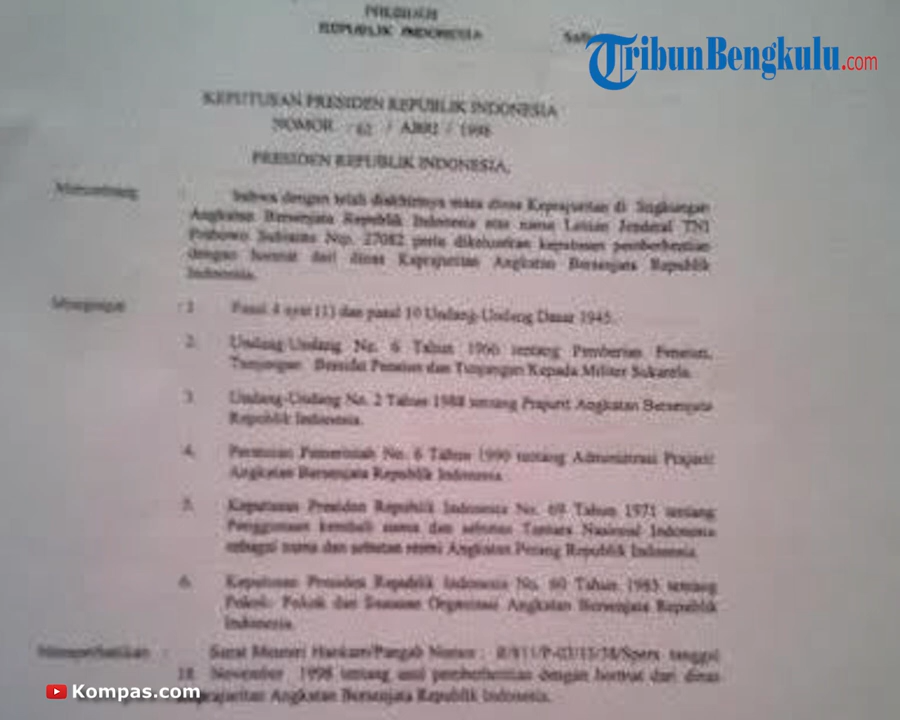 PRESIDEN
REPUBLIK INDONESIA
TribunBengkulu.com
KEPUTUSAN PRESIDEN REPUBLIK INDONESIA
NOMOR : 62 / ABRI / 1998
PRESIDEN REPUBLIK INDONESIA,
Menimbang : bahwa dengan telah diakhirinya masa dinas Keprajuritan di lingkungan
Angkatan Bersenjata Republik Indonesia atas nama Letnan Jenderal TNI
Prabowo Subianto Nrp. 27082 perlu dikeluarkan keputusan pemberhentian
dengan hormat dari dinas Keprajuritan Angkatan Bersenjata Republik
Indonesia.
Mengingat : 1. Pasal 4 ayat (1) dan pasal 10 Undang-Undang Dasar 1945.
2. Undang-Undang No. 6 Tahun 1966 tentang Pemberian Pensiun,
Tunjangan Bersifat Pensiun dan Tunjangan Kepada Militer Sukarela.
3. Undang-Undang No. 2 Tahun 1988 tentang Prajurit Angkatan Bersenjata
Republik Indonesia.
4. Peraturan Pemerintah No. 6 Tahun 1990 tentang Administrasi Prajurit
Angkatan Bersenjata Republik Indonesia.
5. Keputusan Presiden Republik Indonesia No. 69 Tahun 1971 tentang
Penggunaan kembali nama dan sebutan Tentara Nasional Indonesia
sebagai nama dan sebutan resmi Angkatan Perang Republik Indonesia.
6. Keputusan Presiden Republik Indonesia No. 60 Tahun 1983 tentang
Pokok- Pokok dan Susunan Organisasi Angkatan Bersenjata Republik
Indonesia.
Memperhatikan : Surat Menteri Hankam/Pangab Nomor : tanggal
18 November 1998 tentang usul pemberhentian dengan hormat dari dinas
Keprajuritan Angkatan Bersenjata Republik Indonesia.
Kompas.com